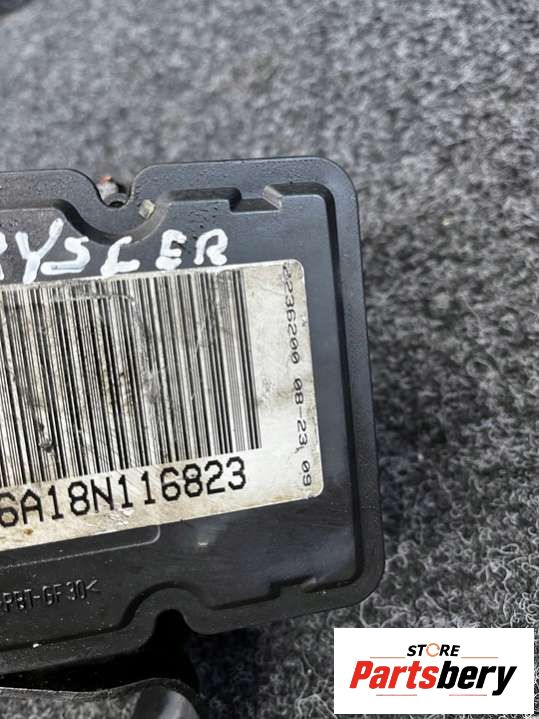 RYSLER
2236200 08-23 09
6A18N116823
PBT-GF30<
STORE
Partsbery